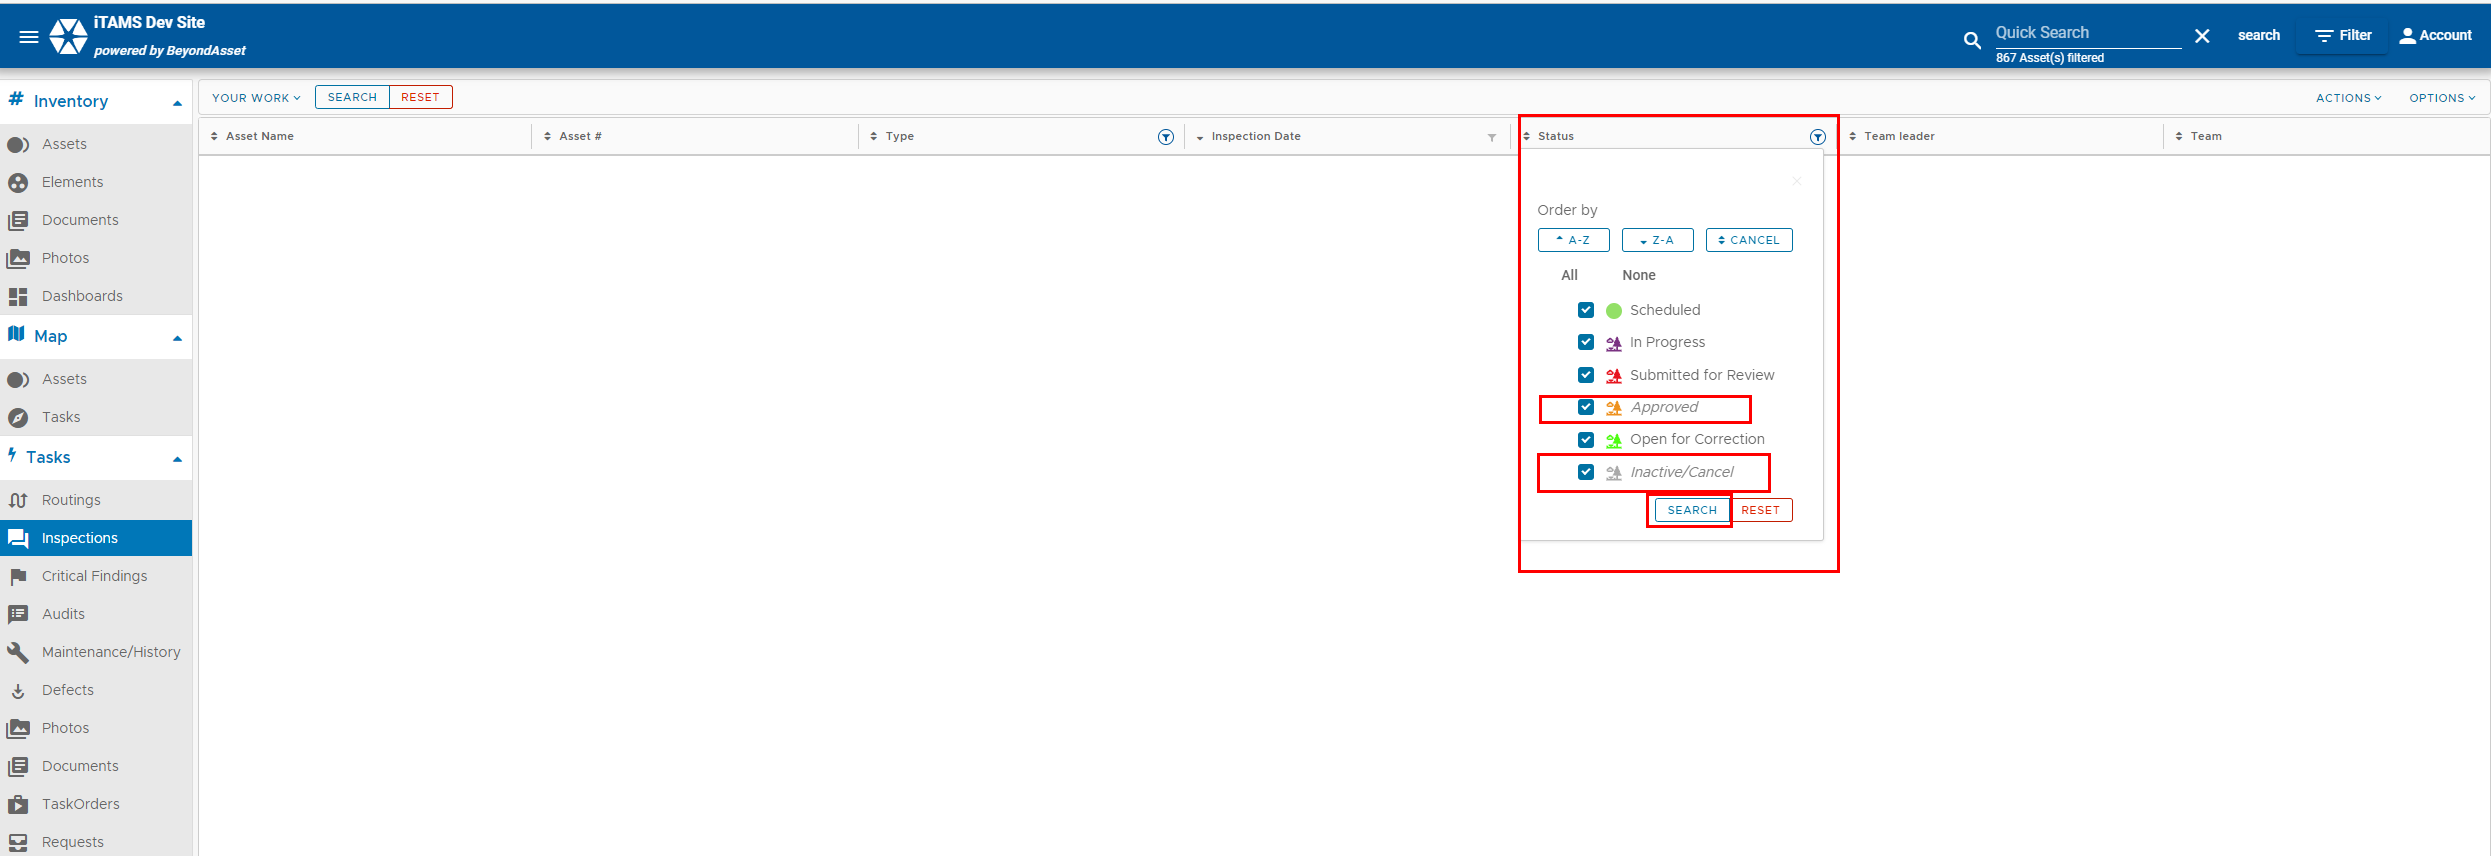 iTAMS Dev Site
powered by BeyondAsset
Quick Search
867 Asset(s) filtered
search
Filter
Account
# Inventory
Assets
Elements
Documents
Photos
Dashboards
Map
Assets
Tasks
Tasks
Routings
Inspections
Critical Findings
Audits
Maintenance/History
Defects
Photos
Documents
TaskOrders
Requests
YOUR WORK SEARCH RESET ACTIONS OPTIONS
Asset Name Asset # Type Inspection Date Status Team leader Team
Order by
A-Z Z-A CANCEL
All None
Scheduled
In Progress
Submitted for Review
Approved
Open for Correction
Inactive/Cancel
SEARCH RESET